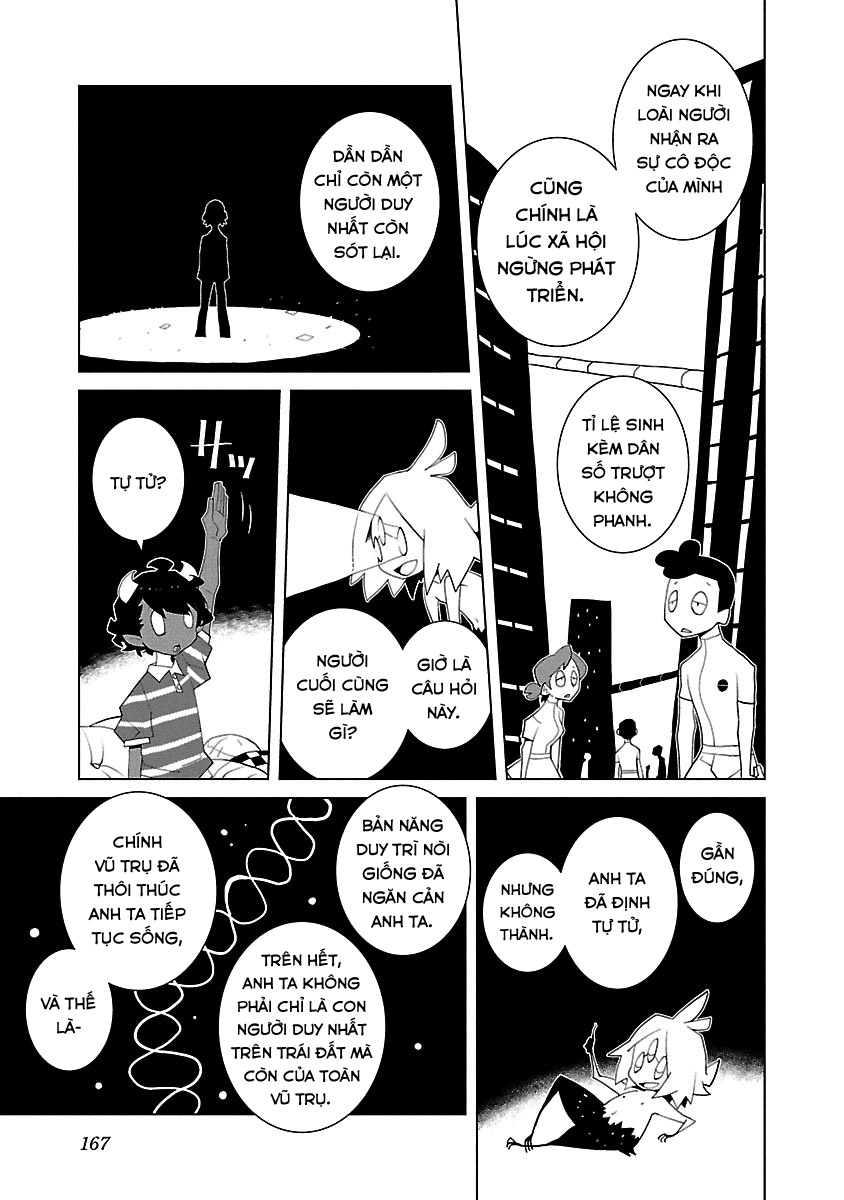 NGAY KHI
LOÀI NGƯỜI
NHẬN RA
SỰ CÔ ĐỘC
CỦA MÌNH
CŨNG
CHÍNH LÀ
LÚC XÃ HỘI
NGỪNG PHÁT
TRIỂN.
TỈ LỆ SINH
KÈM DÂN
SỐ TRƯỢT
KHÔNG
PHANH.
DẦN DẦN
CHỈ CÒN MỘT
NGƯỜI DUY
NHẤT CÒN
SÓT LẠI.
GIỜ LÀ
CÂU HỎI
NÀY.
NGƯỜI
CUỐI CÙNG
SẼ LÀM
GÌ?
サッ
TỰ TỬ?
GẦN
ĐÚNG,
ANH TA
ĐÃ ĐỊNH
TỰ TỬ,
NHƯNG
KHÔNG
THÀNH.
BẢN NĂNG
DUY TRÌ NÒI
GIỐNG ĐÃ
NGĂN CẢN
ANH TA.
TRÊN HẾT,
ANH TA KHÔNG
PHẢI CHỈ LÀ CON
NGƯỜI DUY NHẤT
TRÊN TRÁI ĐẤT MÀ
CÒN CỦA TOÀN
VŨ TRỤ.
CHÍNH
VŨ TRỤ ĐÃ
THÔI THÚC
ANH TA TIẾP
TỤC SỐNG,
VÀ THẾ
LÀ-
167